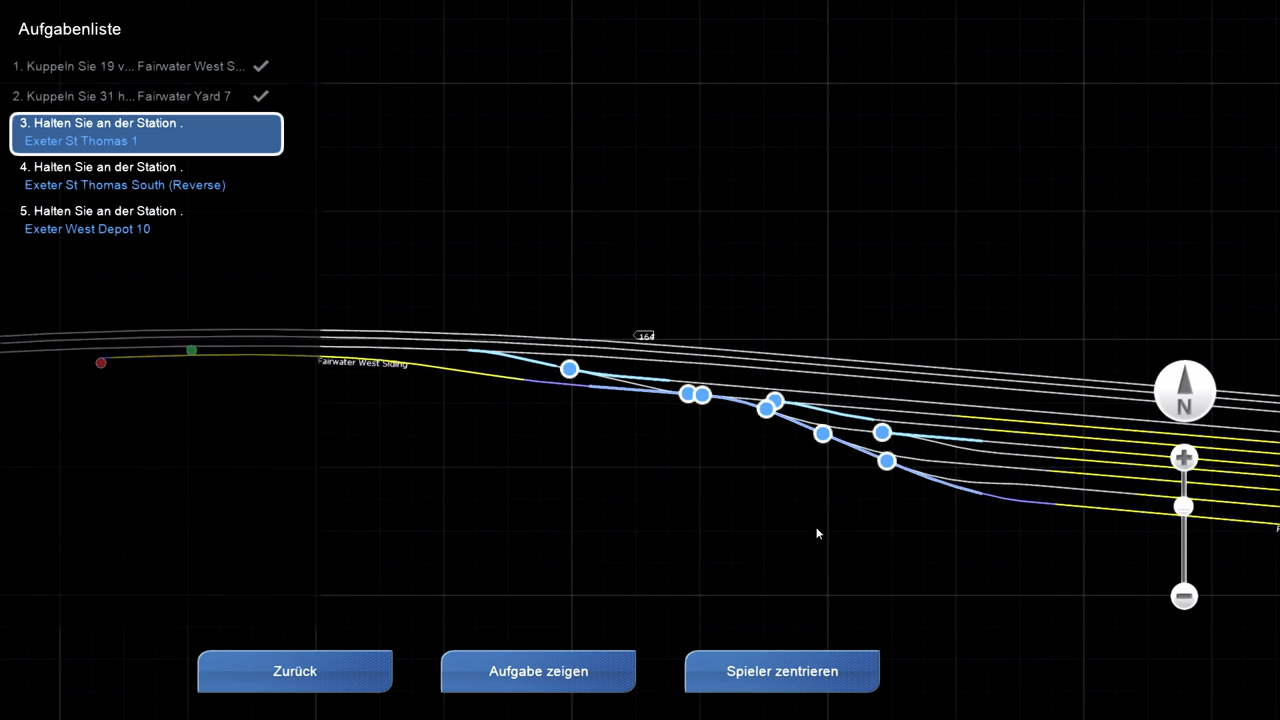 Aufgabenliste
1. Kuppeln Sie 19 v... Fairwater West S...
2. Kuppeln Sie 31 h... Fairwater Yard 7
3. Halten Sie an der Station .
Exeter St Thomas 1
4. Halten Sie an der Station .
Exeter St Thomas South (Reverse)
5. Halten Sie an der Station .
Exeter West Depot 10
164
Fairwater West Siding
N
Zurück
Aufgabe zeigen
Spieler zentrieren